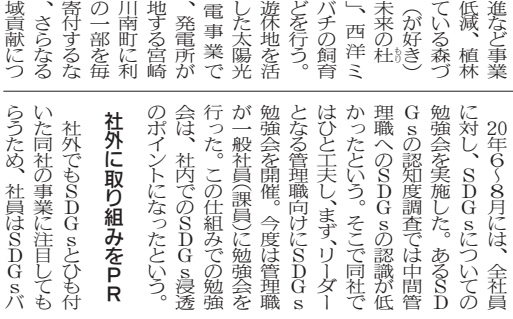 進など事業
低減、植林
ている森づ
（が好き）
未来の杜もり
」、西洋ミ
バチの飼育
どを行う。
遊休地を活
した太陽光
電事業で
、発電所が
地する宮崎
川南町に利
の一部を毎
寄付するな
、さらなる
域貢献につ
20年6～8月には、全社員
に対し、SDGsについての
勉強会を実施した。あるSD
Gsの認知度調査では中間管
理職へのSDGsの認識が低
かったという。そこで同社で
はひと工夫し、まず、リーダー
となる管理職向けにSDGs
勉強会を開催。今度は管理職
が一般社員（課員）に勉強会を
行った。この仕組みでの勉強
会は、社内でのSDGs浸透
のポイントになったという。
社外に取り組みをPR
社外でもSDGsとひも付
いた同社の事業に注目しても
らうため、社員はSDGsバ